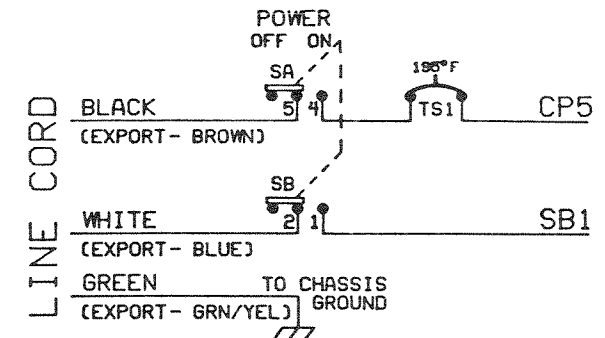 POWER
OFF ON
SA
195°F
LINE CORD
BLACK
5 4
TS1
CP5
(EXPORT- BROWN)
SB
WHITE
2 1
SB1
(EXPORT- BLUE)
GREEN
TO CHASSIS
GROUND
(EXPORT- GRN/YEL)